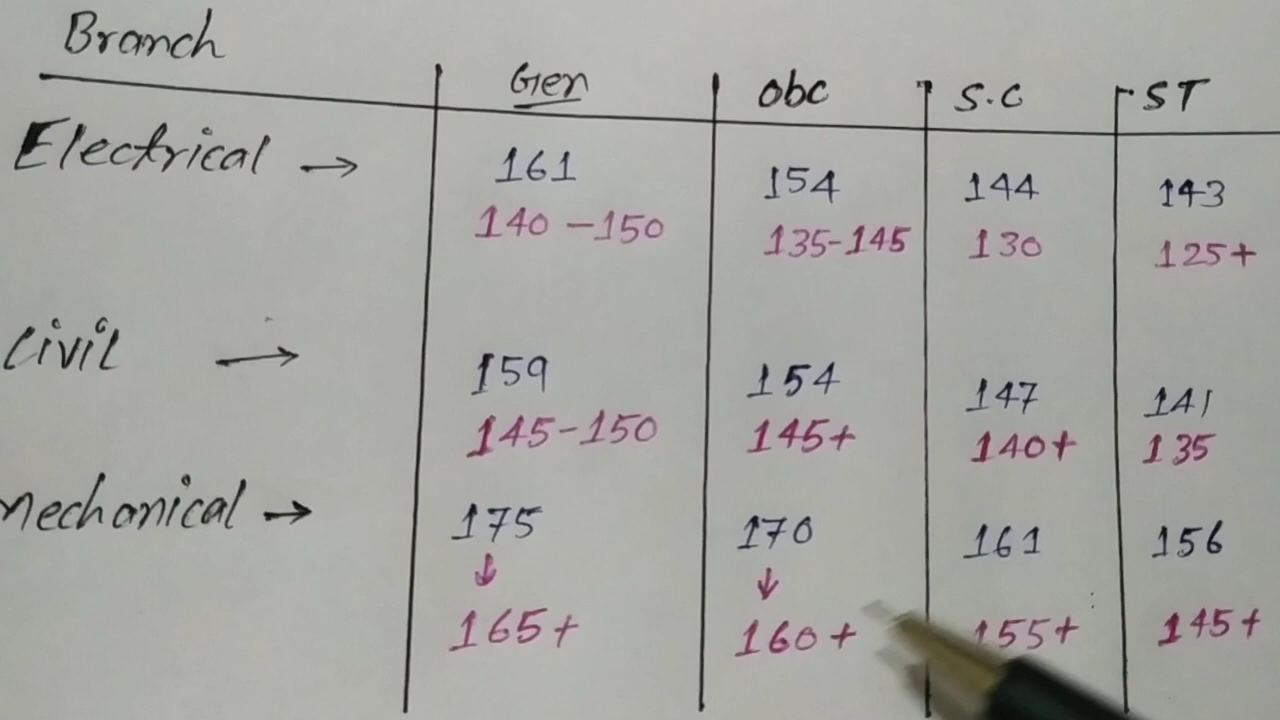 Branch Gen obc S.C ST
Electrical → 161 154 144 143
140-150 135-145 130 125+
Civil → 159 154 147 141
145-150 145+ 140+ 135
Mechanical → 175 170 161 156
↓ ↓
165+ 160+ 155+ 145+